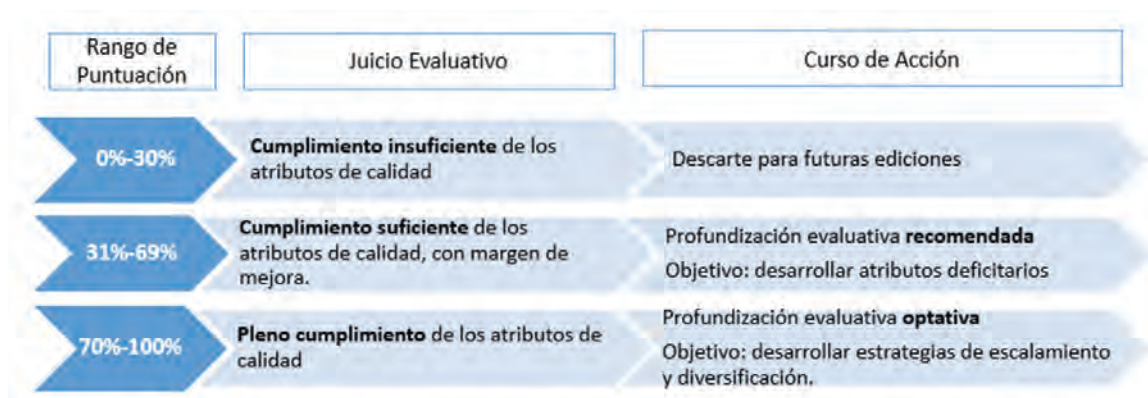 Rango de
Puntuación
Juicio Evaluativo
Curso de Acción
0%-30%
Cumplimiento insuficiente de los
atributos de calidad
Descarte para futuras ediciones
31%-69%
Cumplimiento suficiente de los
atributos de calidad, con margen de
mejora.
Profundización evaluativa recomendada
Objetivo: desarrollar atributos deficitarios
70%-100%
Pleno cumplimiento de los atributos de
calidad
Profundización evaluativa optativa
Objetivo: desarrollar estrategias de escalamiento
y diversificación.